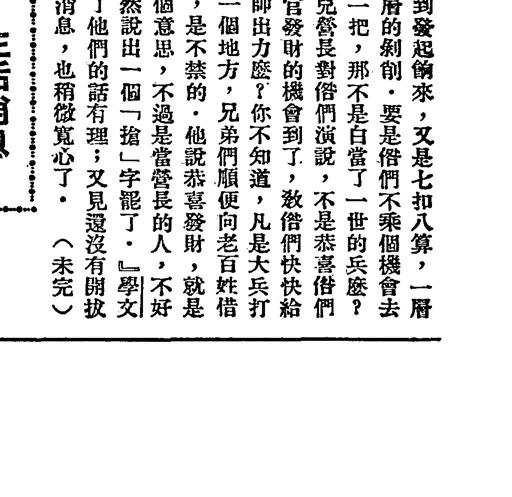 到發起餉來，又是七扣八算，一層
層的剝削．要是偺們不乘個機會去
一把，那不是白當了一世的兵麽？
兒營長對偺們演說，不是恭喜偺們
官發財的機會到了，敎偺們快快給
師出力麽？你不知道，凡是大兵打
一個地方，兄弟們順便向老百姓借
，是不禁的．他說恭喜發財，就是
個意思，不過是當營長的人，不好
然說出一個「搶」字罷了．』學文
了他們的話有理；又見還沒有開拔
消息，也稍微寬心了．（未完）